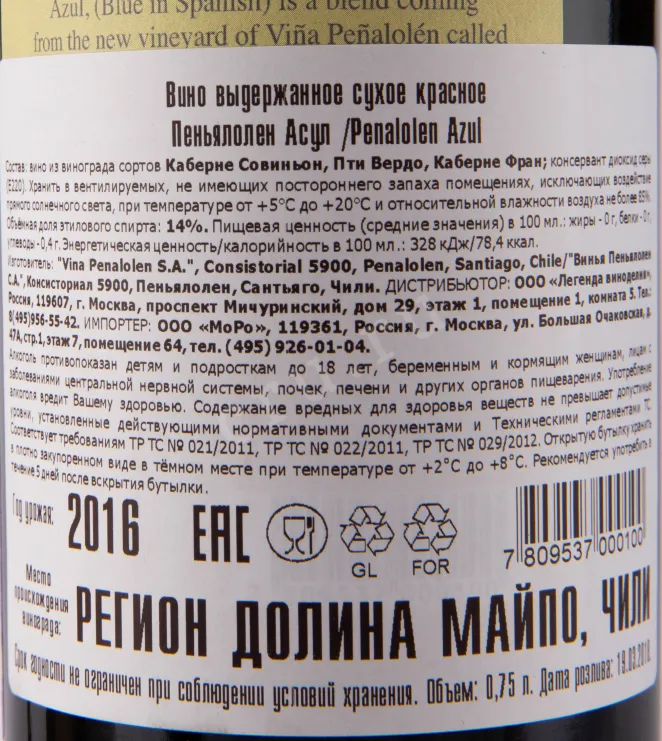 Azul, (Blue in Spanish) is a blend coming
from the new vineyard of Viña Peñalolén called
Вино выдержанное сухое красное
Пеньялолен Асул /Penalolen Azul
Состав: вино из винограда сортов Каберне Совиньон, Пти Вердо, Каберне Фран; консервант диоксид серы
(Е220). Хранить в вентилируемых, не имеющих постороннего запаха помещениях, исключающих воздействие
прямого солнечного света, при температуре от +5°С до +20°С и относительной влажности воздуха не более 85%.
Объёмная доля этилового спирта: 14%. Пищевая ценность (средние значения) в 100 мл.: жиры - 0 г, белки - 0 г,
углеводы - 0,4 г. Энергетическая ценность/калорийность в 100 мл.: 328 кДж/78,4 ккал.
Изготовитель: "Vina Penalolen S.A.", Consistorial 5900, Penalolen, Santiago, Chile/"Винья Пеньялолен
С.А.", Консисториал 5900, Пеньялолен, Сантьяго, Чили. ДИСТРИБЬЮТОР: ООО «Легенда виноделия»,
Россия, 119607, г. Москва, проспект Мичуринский, дом 29, этаж 1, помещение 1, комната 5. Тел.:
8(495)956-55-42. ИМПОРТЕР: ООО «МоРо», 119361, Россия, г. Москва, ул. Большая Очаковская, д.
47А, стр.1, этаж 7, помещение 64, тел. (495) 926-01-04.
Алкоголь противопоказан детям и подросткам до 18 лет, беременным и кормящим женщинам, лицам с
заболеваниями центральной нервной системы, почек, печени и других органов пищеварения. Употребление
алкоголя вредит Вашему здоровью. Содержание вредных для здоровья веществ не превышает допустимые
уровни, установленные действующими нормативными документами и Техническими регламентами ТС.
Соответствует требованиям ТР ТС № 021/2011, ТР ТС № 022/2011, ТР ТС № 029/2012. Открытую бутылку хранить
в плотно закупоренном виде в тёмном месте при температуре от +2°С до +8°С. Рекомендуется употребить в
течение 5 дней после вскрытия бутылки.
Год урожая: 2016 EAC
GL FOR
7 809537 000100
Место
происхождения
винограда: РЕГИОН ДОЛИНА МАЙПО, ЧИЛИ
Срок годности не ограничен при соблюдении условий хранения. Объем: 0,75 л. Дата розлива: 19.03.2018.